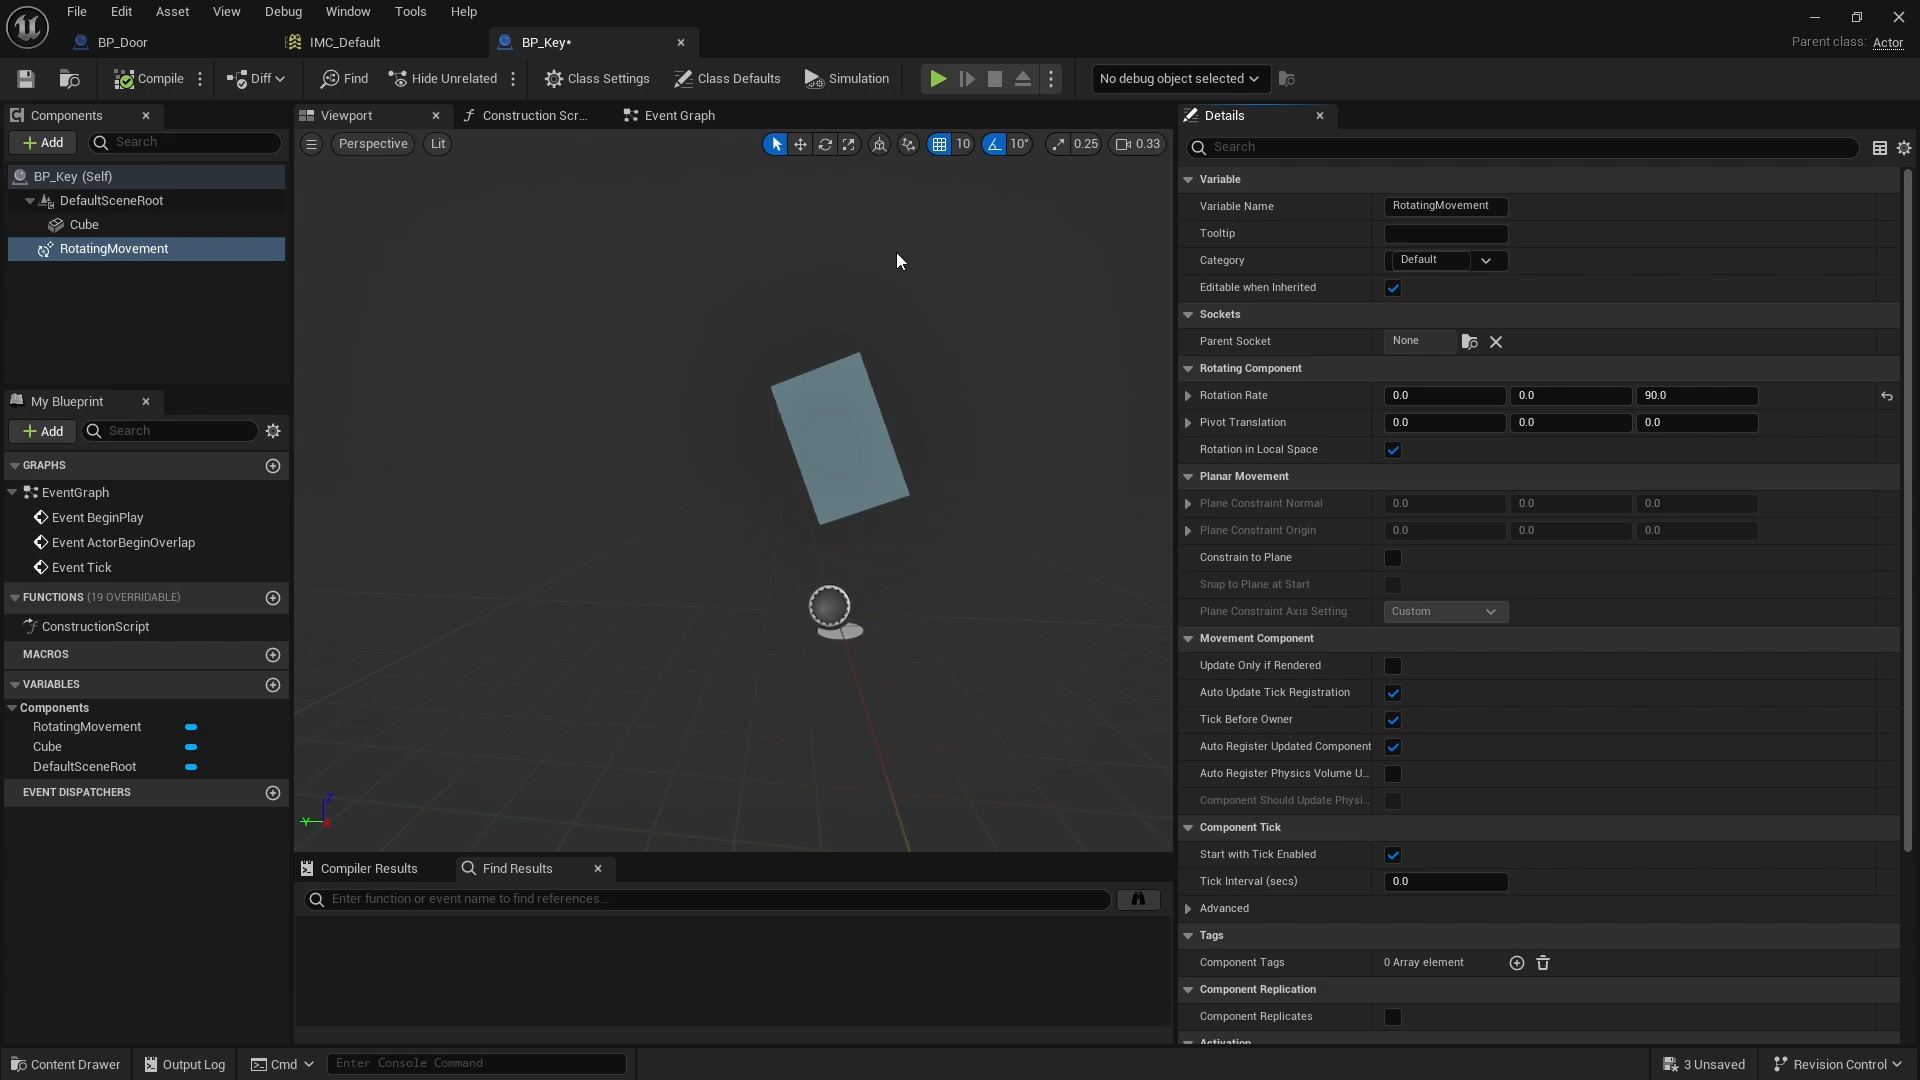 File Edit Asset View Debug Window Tools Help
BP_Door IMC_Default BP_Key*
Parent class: Actor
Compile Diff Find Hide Unrelated Class Settings Class Defaults Simulation No debug object selected
Components
Add Search
BP_Key (Self)
DefaultSceneRoot
Cube
RotatingMovement
My Blueprint
Add Search
GRAPHS
EventGraph
Event BeginPlay
Event ActorBeginOverlap
Event Tick
FUNCTIONS (19 OVERRIDABLE)
ConstructionScript
MACROS
VARIABLES
Components
RotatingMovement
Cube
DefaultSceneRoot
EVENT DISPATCHERS
Viewport Construction Scr... Event Graph
Perspective Lit 10 10° 0.25 0.33
Z
Y
X
Compiler Results Find Results
Enter function or event name to find references...
Details
Search
Variable
Variable Name RotatingMovement
Tooltip
Category Default
Editable when Inherited
Sockets
Parent Socket None
Rotating Component
Rotation Rate 0.0 0.0 90.0
Pivot Translation 0.0 0.0 0.0
Rotation in Local Space
Planar Movement
Plane Constraint Normal 0.0 0.0 0.0
Plane Constraint Origin 0.0 0.0 0.0
Constrain to Plane
Snap to Plane at Start
Plane Constraint Axis Setting Custom
Movement Component
Update Only if Rendered
Auto Update Tick Registration
Tick Before Owner
Auto Register Updated Component
Auto Register Physics Volume U...
Component Should Update Physi...
Component Tick
Start with Tick Enabled
Tick Interval (secs) 0.0
Advanced
Tags
Component Tags 0 Array element
Component Replication
Component Replicates
Activation
Content Drawer Output Log Cmd Enter Console Command 3 Unsaved Revision Control